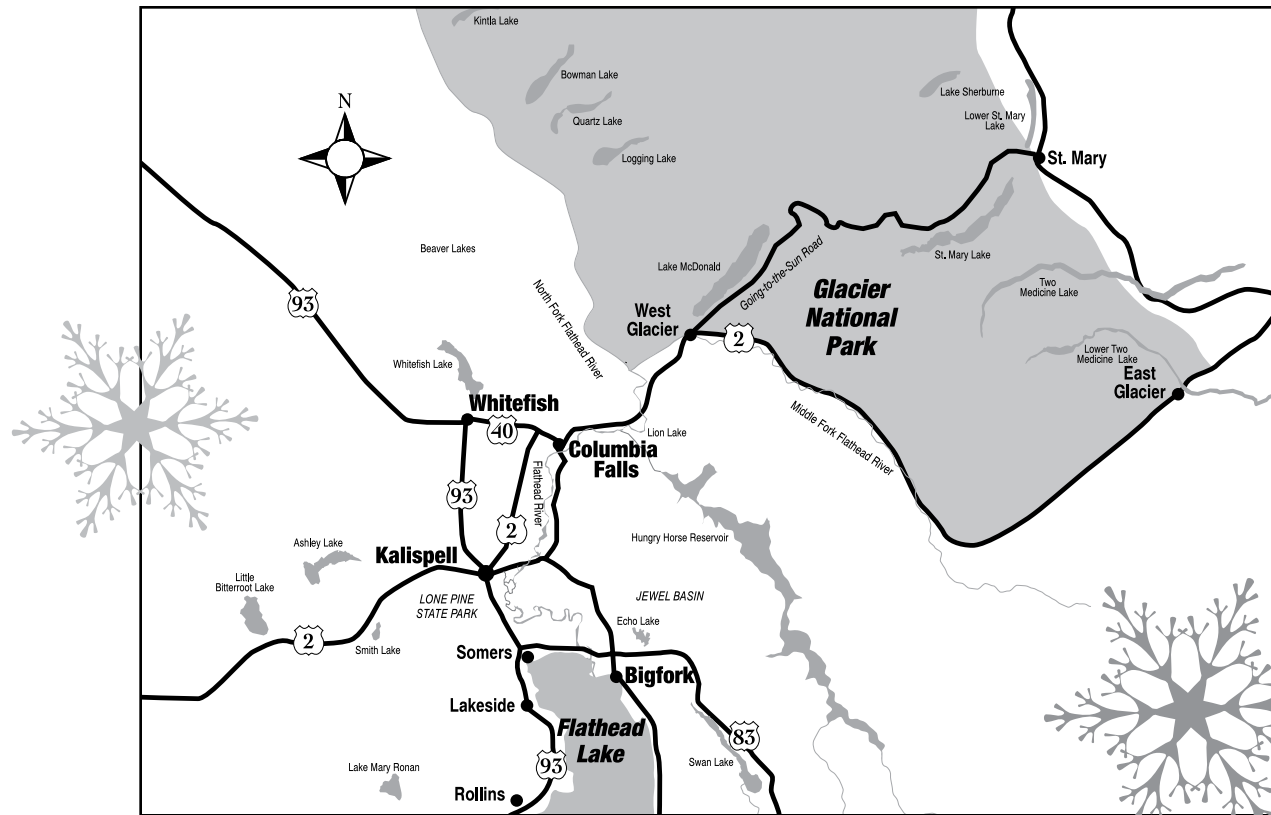 Kintla Lake
Bowman Lake
Quartz Lake
Logging Lake
Lake Sherburne
Lower St. Mary
Lake
St. Mary
N
Beaver Lakes
Lake McDonald
Going-to-the-Sun Road
St. Mary Lake
Two
Medicine Lake
Glacier
National
Park
93
North Fork Flathead River
West
Glacier
2
Lower Two
Medicine Lake
East
Glacier
Whitefish Lake
Whitefish
40
Columbia
Falls
Lion Lake
Middle Fork Flathead River
93
2
Flathead River
Hungry Horse Reservoir
Ashley Lake
Kalispell
Little
Bitterroot Lake
LONE PINE
STATE PARK
JEWEL BASIN
Echo Lake
2
Smith Lake
Somers
Bigfork
Lakeside
Flathead
Lake
83
93
Swan Lake
Lake Mary Ronan
Rollins